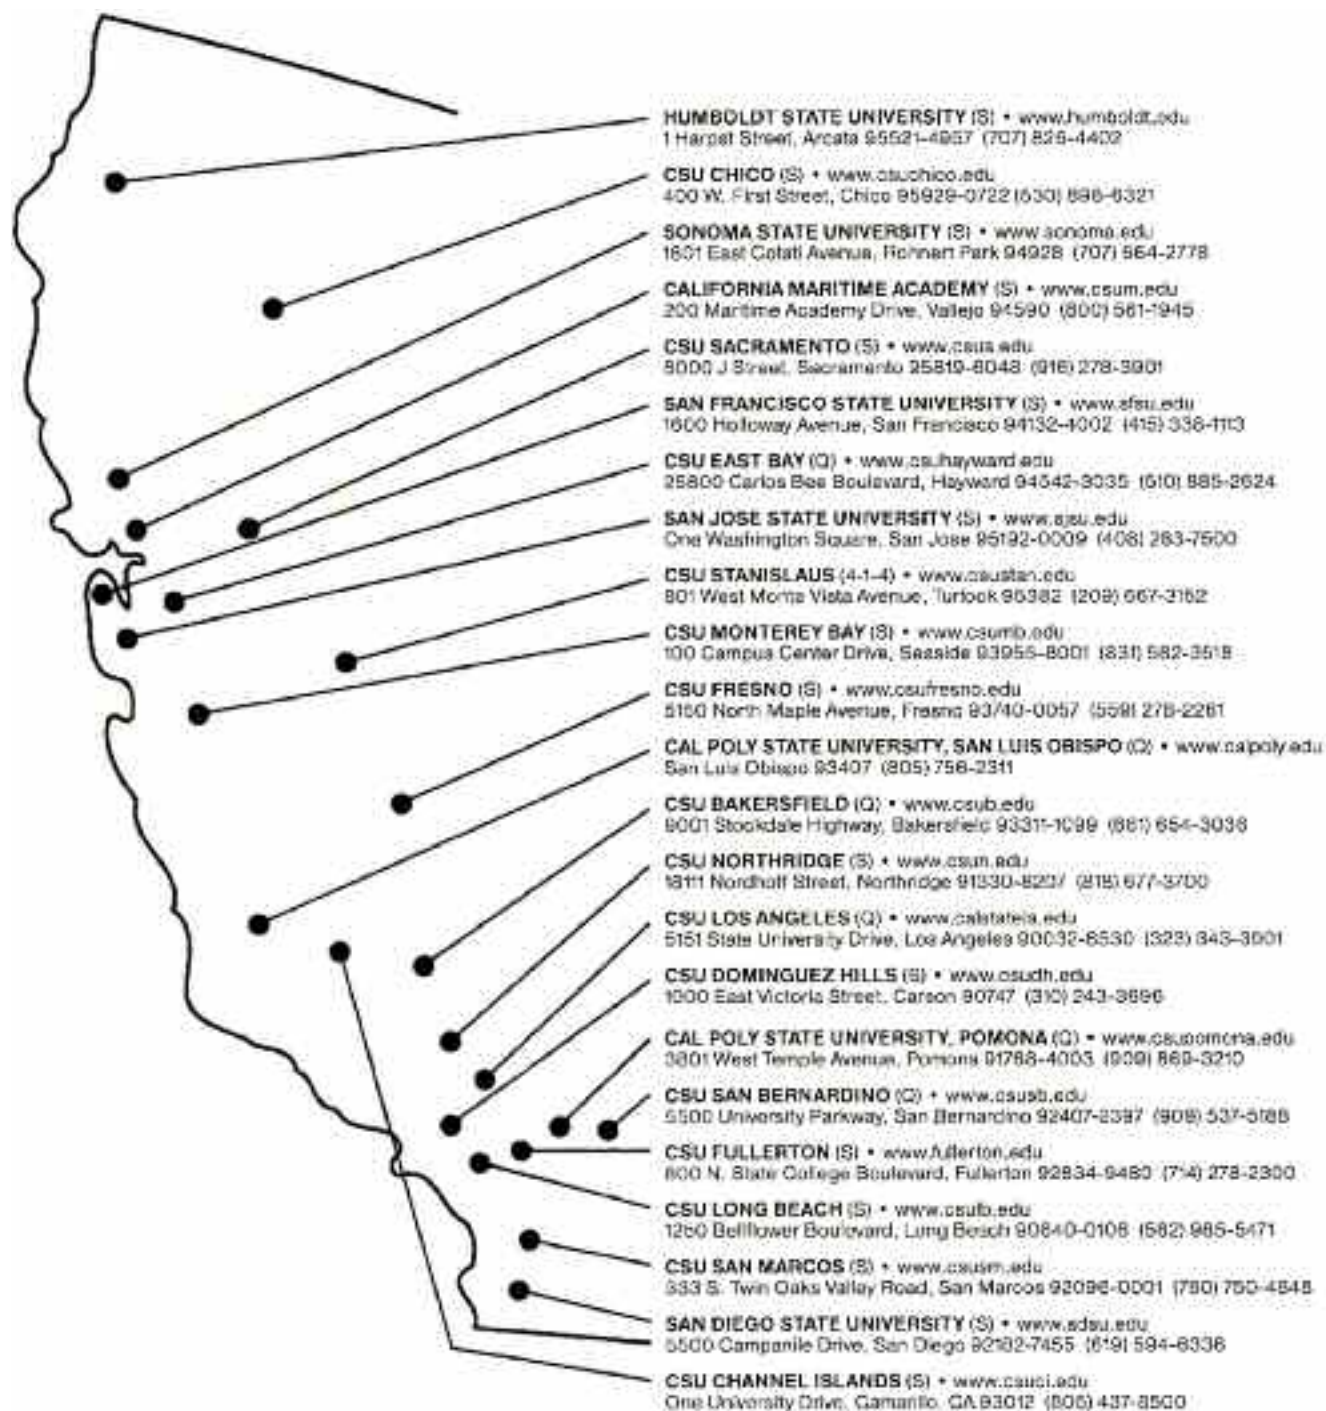 HUMBOLDT STATE UNIVERSITY (S) • www.humboldt.edu
1 Harpst Street, Arcata 95521-4957 (707) 826-4402
CSU CHICO (S) • www.csuchico.edu
400 W. First Street, Chico 95929-0722 (530) 898-6321
SONOMA STATE UNIVERSITY (S) • www.sonoma.edu
1801 East Cotati Avenue, Rohnert Park 94928 (707) 664-2778
CALIFORNIA MARITIME ACADEMY (S) • www.csum.edu
200 Maritime Academy Drive, Vallejo 94590 (800) 561-1945
CSU SACRAMENTO (S) • www.csus.edu
6000 J Street, Sacramento 95819-6048 (916) 278-3901
SAN FRANCISCO STATE UNIVERSITY (S) • www.sfsu.edu
1600 Holloway Avenue, San Francisco 94132-4002 (415) 338-1113
CSU EAST BAY (Q) • www.csuhayward.edu
25800 Carlos Bee Boulevard, Hayward 94542-3035 (510) 885-2624
SAN JOSE STATE UNIVERSITY (S) • www.sjsu.edu
One Washington Square, San Jose 95192-0009 (408) 283-7500
CSU STANISLAUS (4-1-4) • www.csustan.edu
801 West Monte Vista Avenue, Turlock 95382 (209) 667-3152
CSU MONTEREY BAY (S) • www.csumb.edu
100 Campus Center Drive, Seaside 93955-8001 (831) 582-3518
CSU FRESNO (S) • www.csufresno.edu
5150 North Maple Avenue, Fresno 93740-0057 (559) 278-2261
CAL POLY STATE UNIVERSITY, SAN LUIS OBISPO (Q) • www.calpoly.edu
San Luis Obispo 93407 (805) 756-2311
CSU BAKERSFIELD (Q) • www.csub.edu
9001 Stockdale Highway, Bakersfield 93311-1099 (661) 654-3036
CSU NORTHRIDGE (S) • www.csun.edu
18111 Nordhoff Street, Northridge 91330-8207 (818) 677-3700
CSU LOS ANGELES (Q) • www.calstatela.edu
5151 State University Drive, Los Angeles 90032-8530 (323) 343-3901
CSU DOMINGUEZ HILLS (S) • www.csudh.edu
1000 East Victoria Street, Carson 90747 (310) 243-3696
CAL POLY STATE UNIVERSITY, POMONA (Q) • www.csupomona.edu
3801 West Temple Avenue, Pomona 91768-4003 (909) 869-3210
CSU SAN BERNARDINO (Q) • www.csusb.edu
5500 University Parkway, San Bernardino 92407-2397 (909) 537-5188
CSU FULLERTON (S) • www.fullerton.edu
800 N. State College Boulevard, Fullerton 92834-9480 (714) 278-2300
CSU LONG BEACH (S) • www.csulb.edu
1250 Bellflower Boulevard, Long Beach 90840-0106 (562) 985-5471
CSU SAN MARCOS (S) • www.csusm.edu
333 S. Twin Oaks Valley Road, San Marcos 92096-0001 (760) 750-4848
SAN DIEGO STATE UNIVERSITY (S) • www.sdsu.edu
5500 Campanile Drive, San Diego 92182-7455 (619) 594-6336
CSU CHANNEL ISLANDS (S) • www.csuci.edu
One University Drive, Camarillo, CA 93012 (805) 437-8500